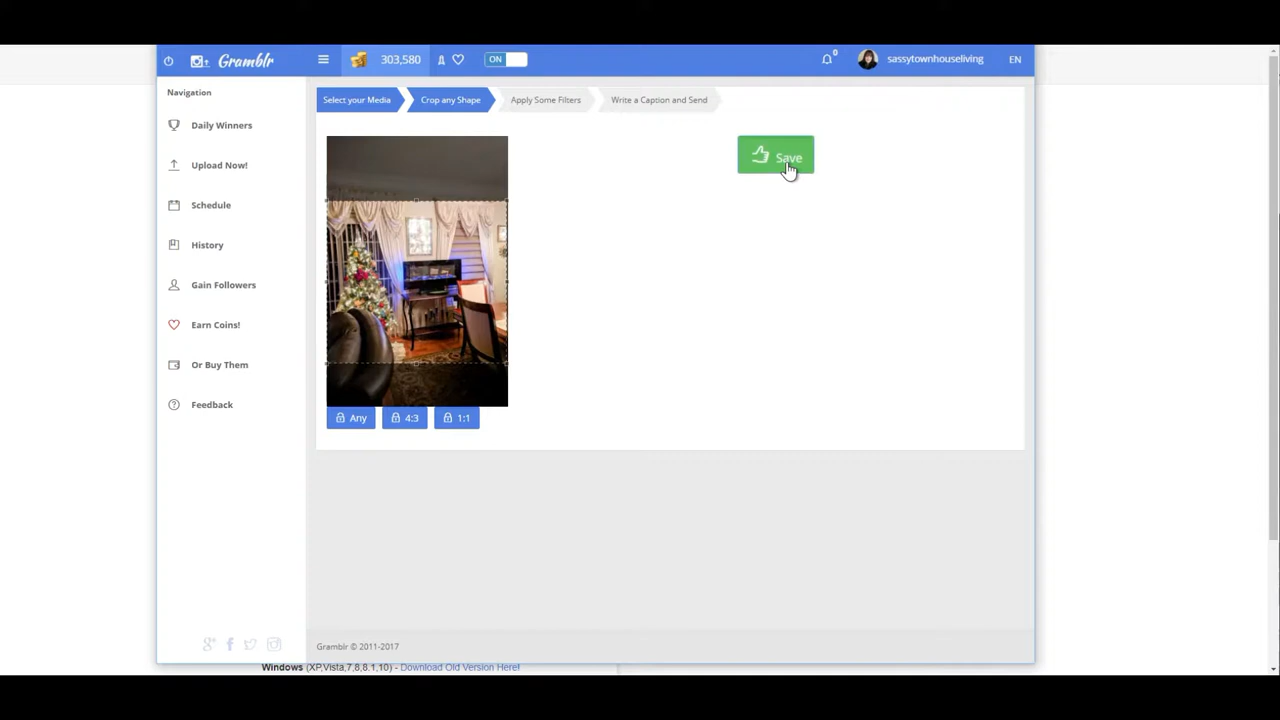 Gramblr 303,580 ON 0 sassytownhouseliving EN
Navigation
Daily Winners
Upload Now!
Schedule
History
Gain Followers
Earn Coins!
Or Buy Them
Feedback
Select your Media Crop any Shape Apply Some Filters Write a Caption and Send
Save
Any 4:3 1:1
Gramblr © 2011-2017
Windows (XP,Vista,7,8,8.1,10) - Download Old Version Here!